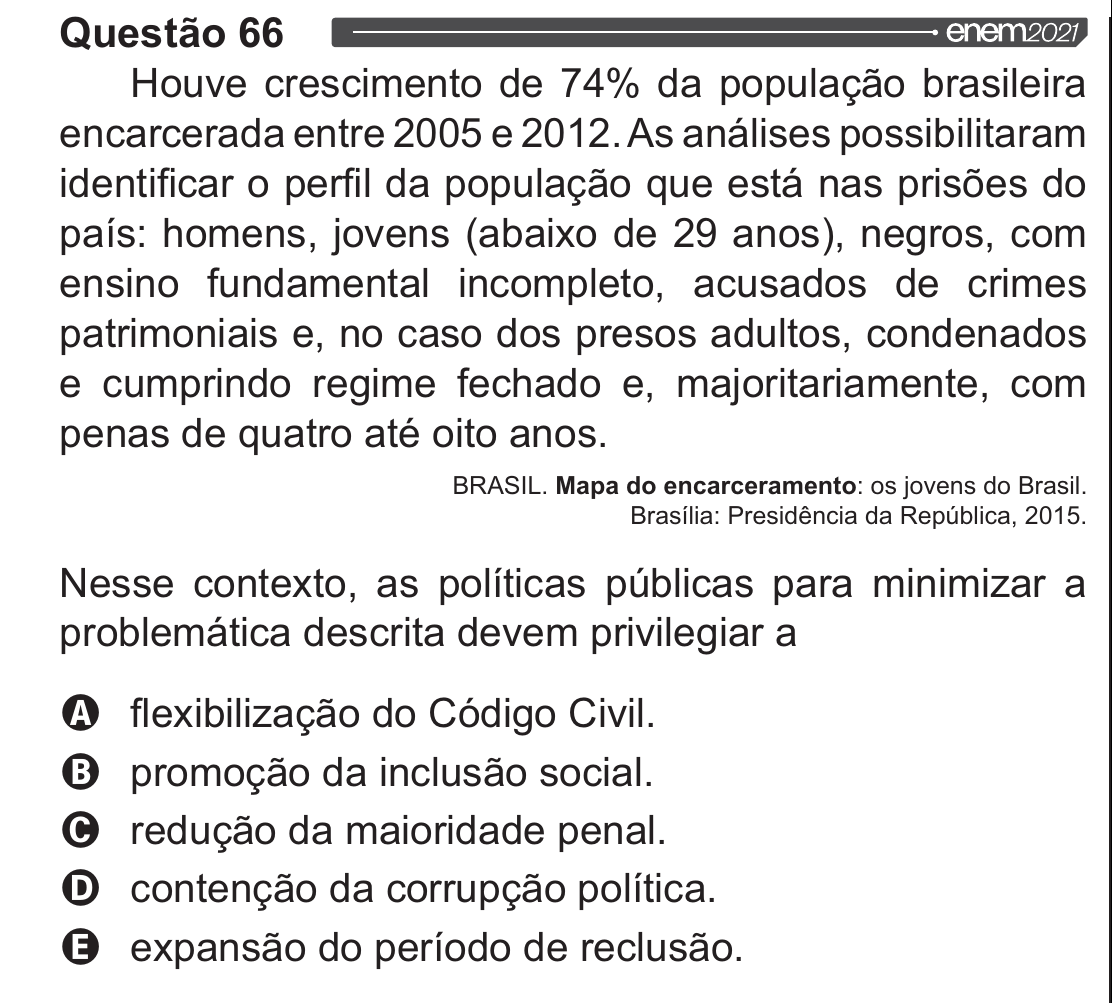 Questão 66
enem2021
Houve crescimento de 74% da população brasileira
encarcerada entre 2005 e 2012. As análises possibilitaram
identificar o perfil da população que está nas prisões do
país: homens, jovens (abaixo de 29 anos), negros, com
ensino fundamental incompleto, acusados de crimes
patrimoniais e, no caso dos presos adultos, condenados
e cumprindo regime fechado e, majoritariamente, com
penas de quatro até oito anos.
BRASIL. Mapa do encarceramento: os jovens do Brasil.
Brasília: Presidência da República, 2015.
Nesse contexto, as políticas públicas para minimizar a
problemática descrita devem privilegiar a
A flexibilização do Código Civil.
B promoção da inclusão social.
C redução da maioridade penal.
D contenção da corrupção política.
E expansão do período de reclusão.